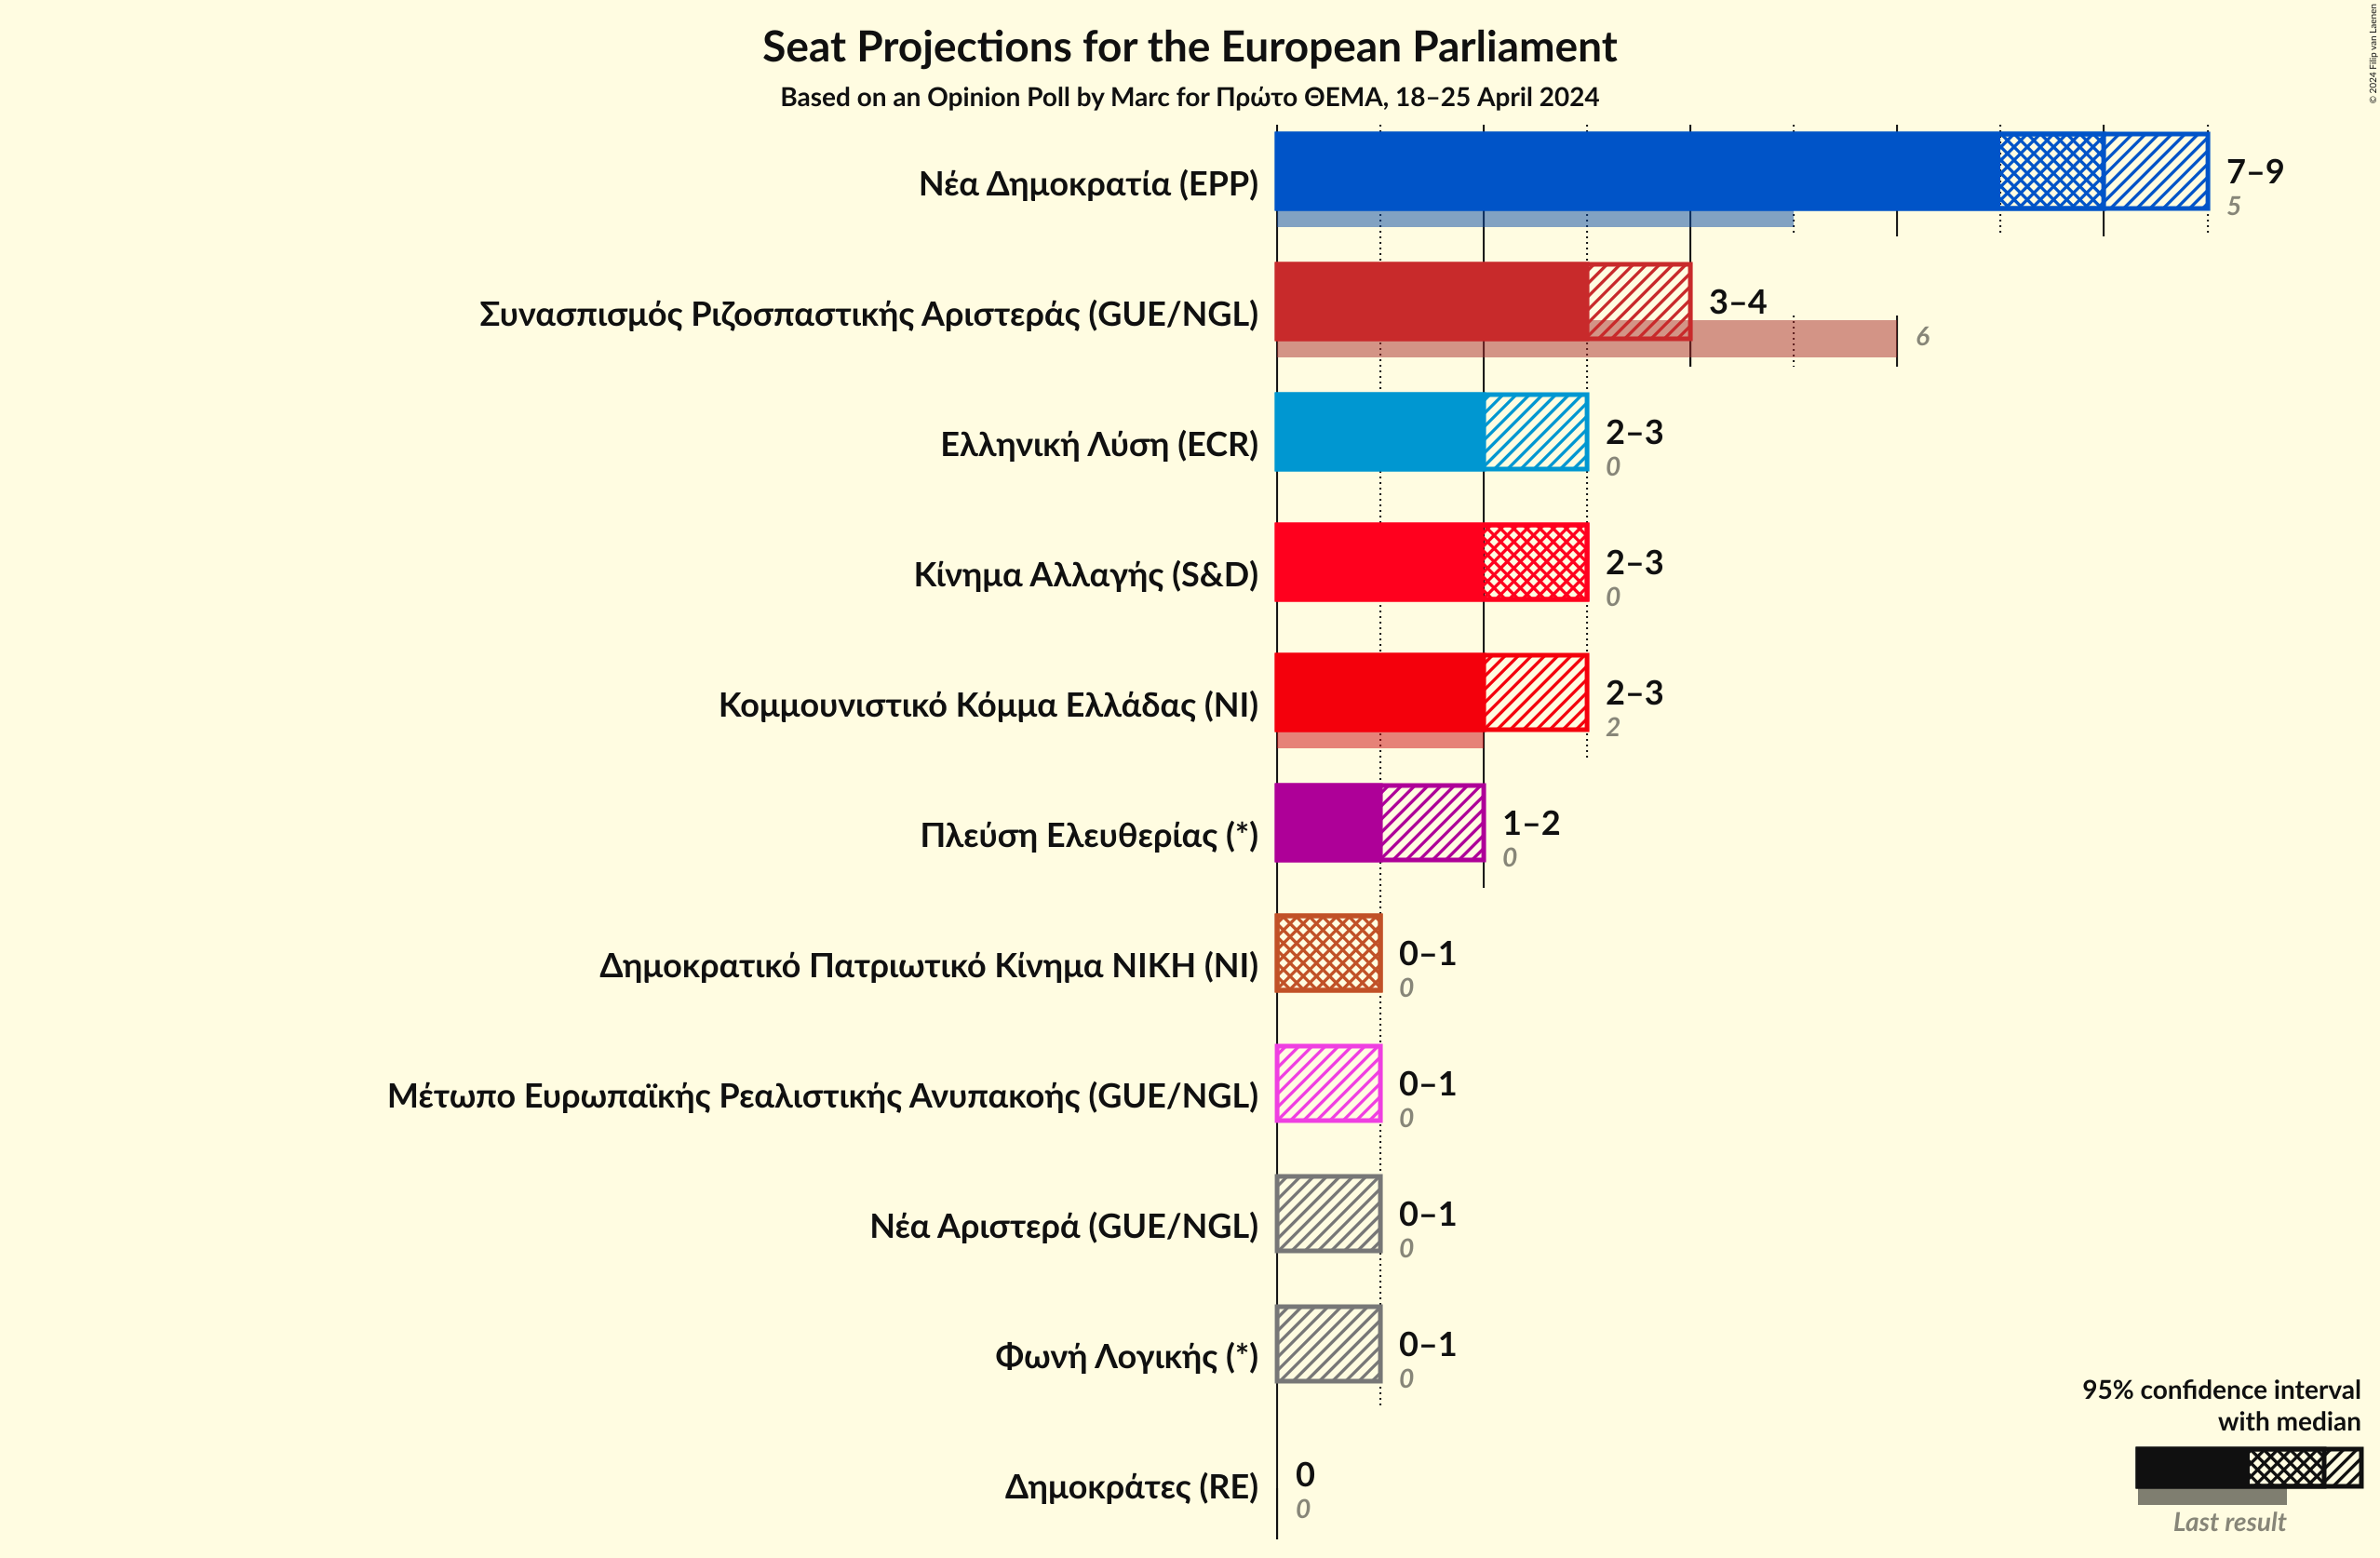 Seat Projections for the European Parliament
Based on an Opinion Poll by Marc for Πρώτο ΘΕΜΑ, 18–25 April 2024
© 2024 Filip van Laenen
Νέα Δημοκρατία (EPP)
7–9
5
Συνασπισμός Ριζοσπαστικής Αριστεράς (GUE/NGL)
3–4
6
Ελληνική Λύση (ECR)
2–3
0
Κίνημα Αλλαγής (S&D)
2–3
0
Κομμουνιστικό Κόμμα Ελλάδας (NI)
2–3
2
Πλεύση Ελευθερίας (*)
1–2
0
Δημοκρατικό Πατριωτικό Κίνημα ΝΙΚΗ (NI)
0–1
0
Μέτωπο Ευρωπαϊκής Ρεαλιστικής Ανυπακοής (GUE/NGL)
0–1
0
Νέα Αριστερά (GUE/NGL)
0–1
0
Φωνή Λογικής (*)
0–1
0
Δημοκράτες (RE)
0
0
95% confidence interval
with median
Last result